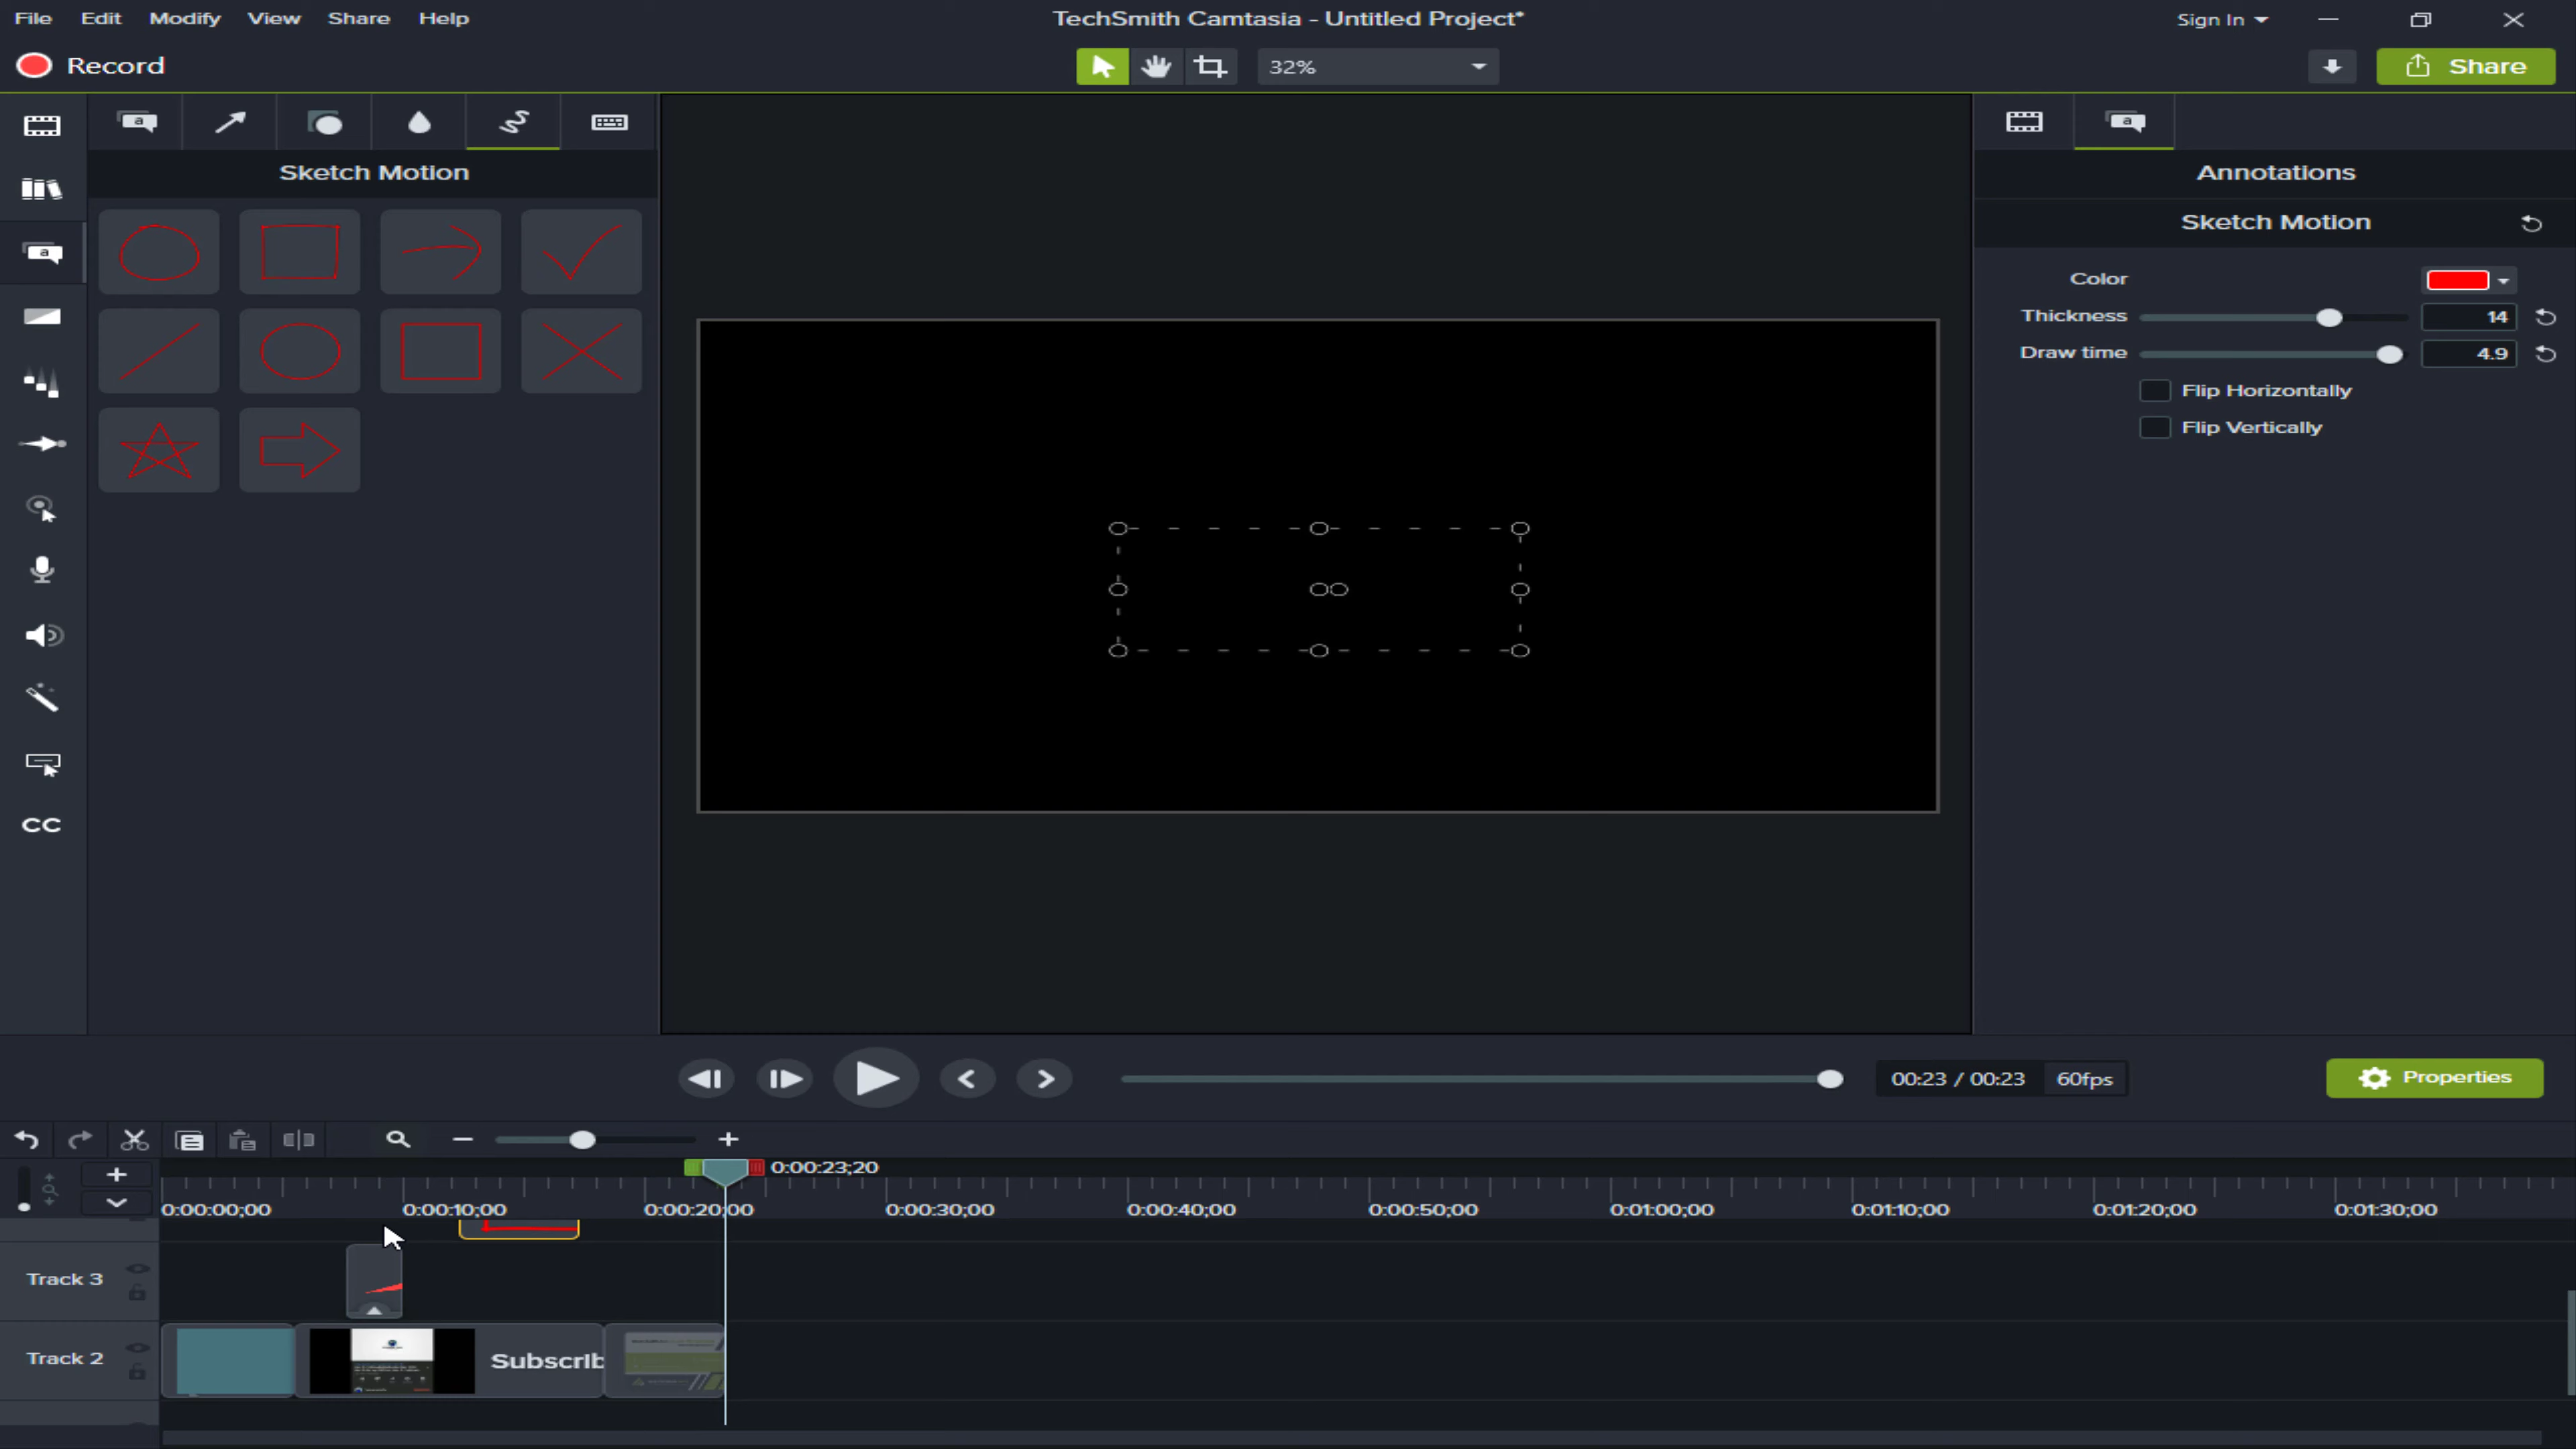 File Edit Modify View Share Help
TechSmith Camtasia - Untitled Project*
Sign In
Record
32%
Share
a
a
Sketch Motion
Annotations
a
Sketch Motion
Color
Thickness 14
Draw time 4.9
Flip Horizontally
Flip Vertically
CC
00:23 / 00:23 60fps
Properties
0:00:23;20
0:00:00;00 0:00:10;00 0:00:20;00 0:00:30;00 0:00:40;00 0:00:50;00 0:01:00;00 0:01:10;00 0:01:20;00 0:01:30;00
Track 3
Track 2
Subscrib